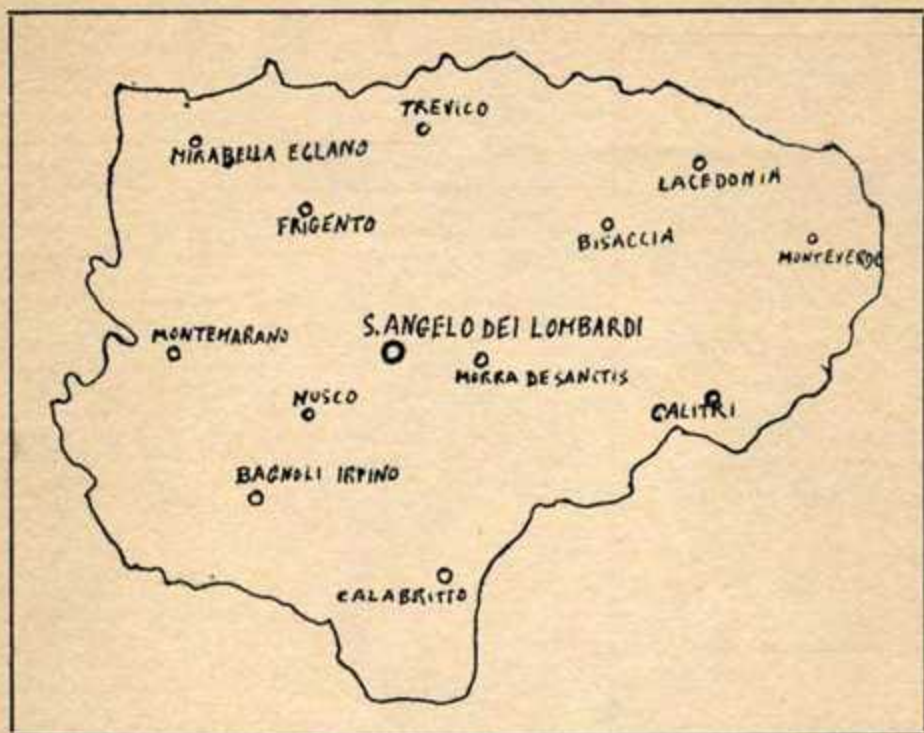 TREVICO
MIRABELLA ECLANO
LACEDONIA
FRIGENTO
BISACCIA
MONTEVERDE
MONTEMARANO
S. ANGELO DEI LOMBARDI
MORRA DE SANCTIS
NUSCO
CALITRI
BAGNOLI IRPINO
CALABRITTO